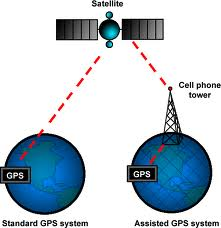 Satellite
Cell phone
tower
GPS
GPS
Standard GPS system
Assisted GPS system